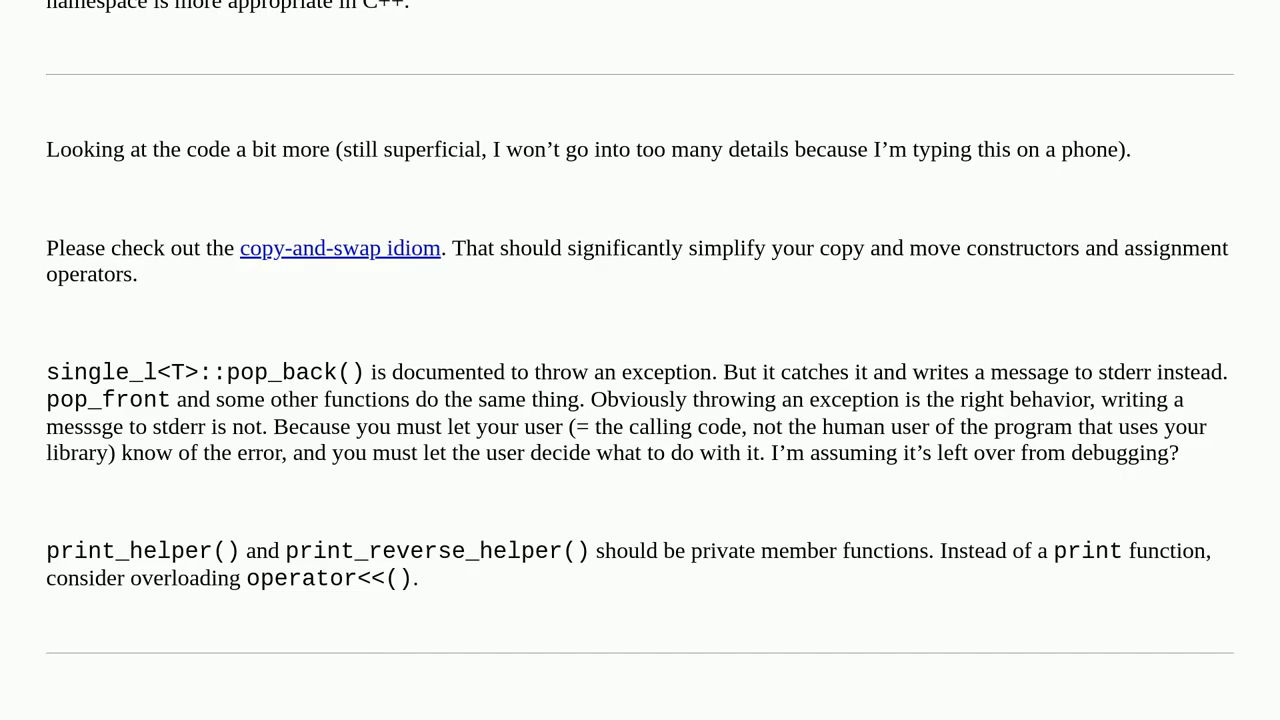 namespace is more appropriate in C++.
Looking at the code a bit more (still superficial, I won’t go into too many details because I’m typing this on a phone).
Please check out the copy-and-swap idiom. That should significantly simplify your copy and move constructors and assignment
operators.
single_l<T>::pop_back() is documented to throw an exception. But it catches it and writes a message to stderr instead.
pop_front and some other functions do the same thing. Obviously throwing an exception is the right behavior, writing a
messsge to stderr is not. Because you must let your user (= the calling code, not the human user of the program that uses your
library) know of the error, and you must let the user decide what to do with it. I’m assuming it’s left over from debugging?
print_helper() and print_reverse_helper() should be private member functions. Instead of a print function,
consider overloading operator<<().